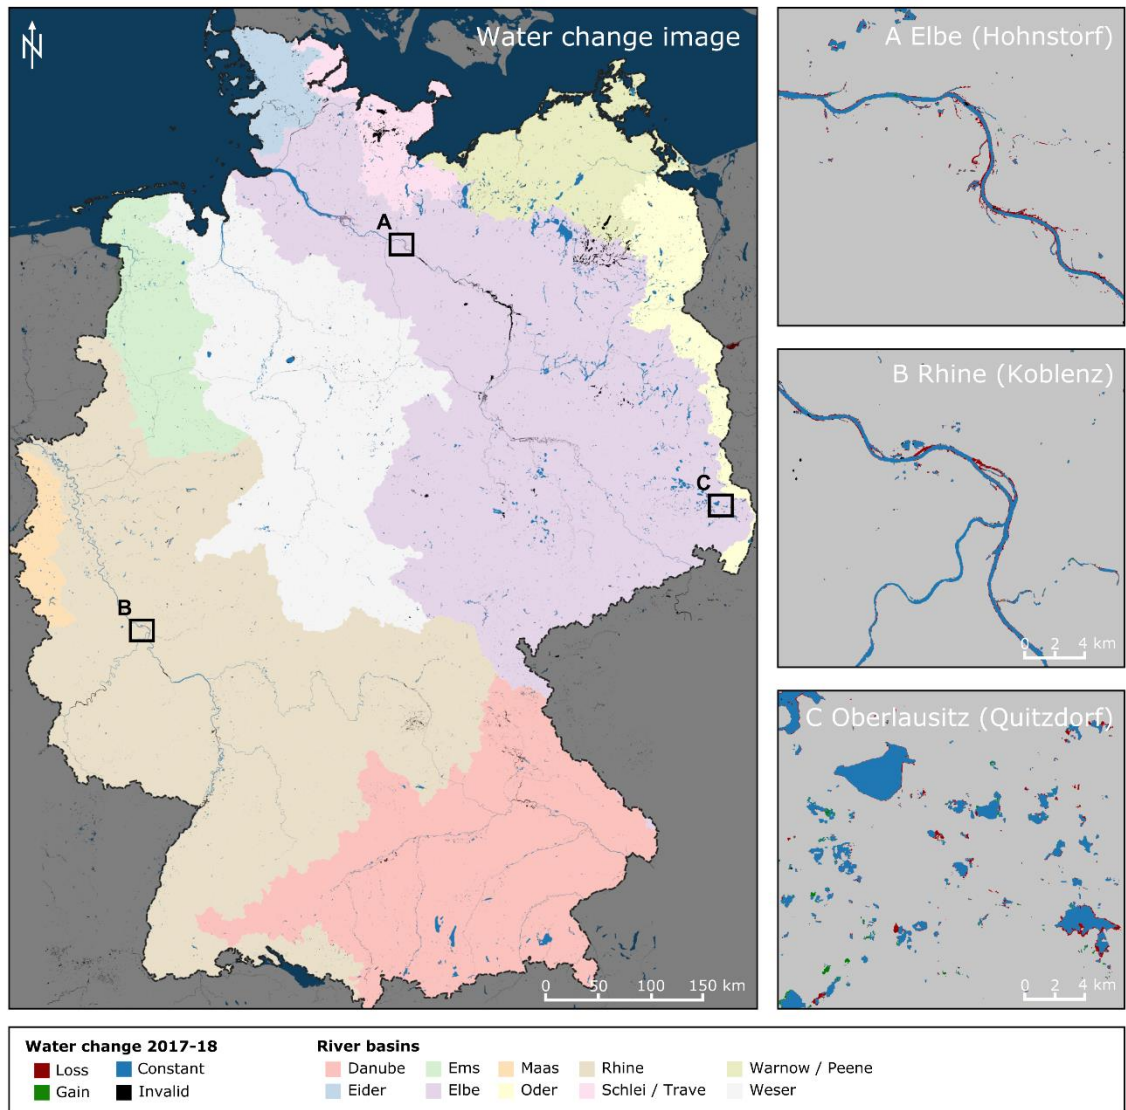 N
Water change image
A
B
C
0 50 100 150 km
A Elbe (Hohnstorf)
B Rhine (Koblenz)
0 2 4 km
C Oberlausitz (Quitzdorf)
0 2 4 km
Water change 2017-18
Loss Constant
Gain Invalid
River basins
Danube Ems Maas Rhine Warnow / Peene
Eider Elbe Oder Schlei / Trave Weser